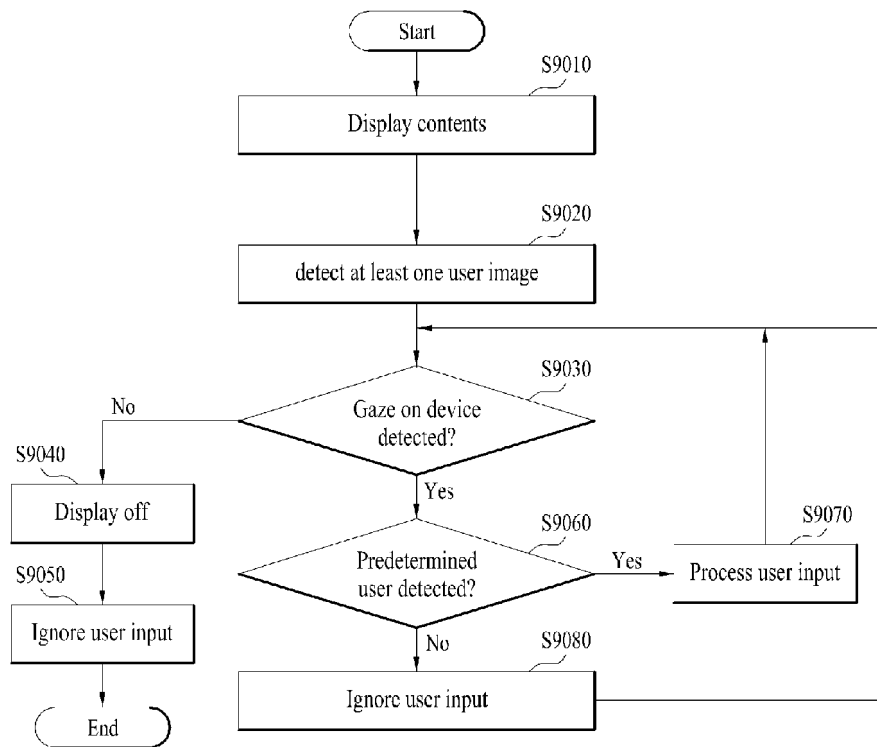 Start
S9010
Display contents
S9020
detect at least one user image
S9030
Gaze on device
detected?
No
Yes
S9040
Display off
S9050
Ignore user input
End
S9060
Predetermined
user detected?
Yes
No
S9070
Process user input
S9080
Ignore user input